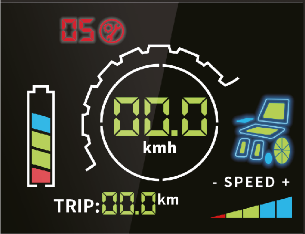 05
00.0
kmh
- SPEED +
TRIP:00.0km